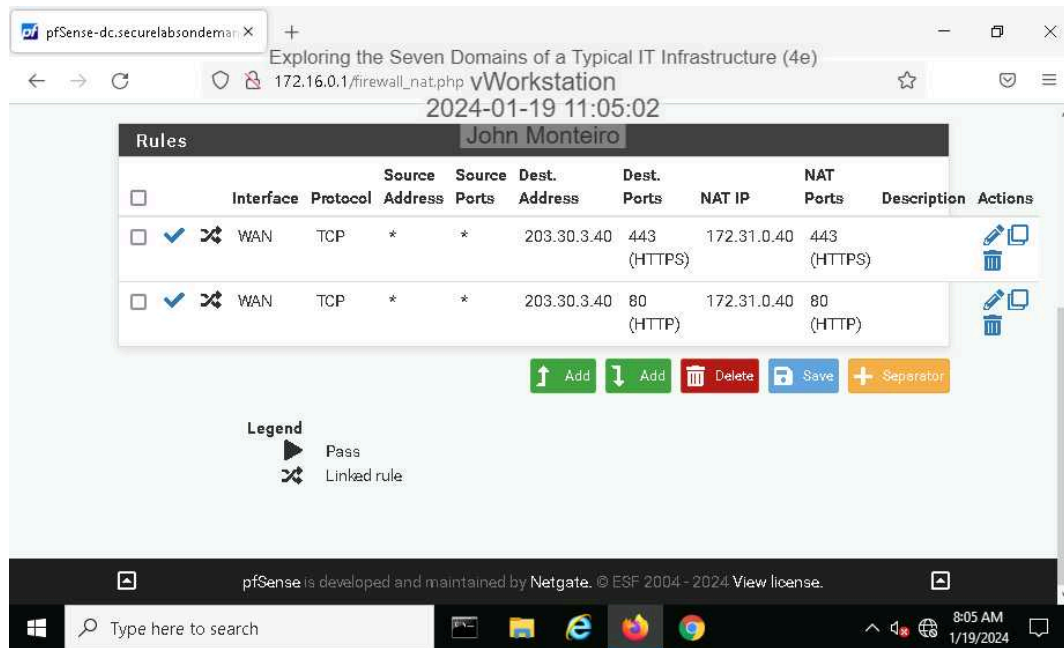 pfSense-dc.securelabsondeman
Exploring the Seven Domains of a Typical IT Infrastructure (4e)
172.16.0.1/firewall_nat.php
vWorkstation
2024-01-19 11:05:02
John Monteiro
Rules
Interface Protocol Source Address Source Ports Dest. Address Dest. Ports NAT IP NAT Ports Description Actions
WAN TCP * * 203.30.3.40 443 (HTTPS) 172.31.0.40 443 (HTTPS)
WAN TCP * * 203.30.3.40 80 (HTTP) 172.31.0.40 80 (HTTP)
Add Add Delete Save Separator
Legend
Pass
Linked rule
pfSense is developed and maintained by Netgate. © ESF 2004 - 2024 View license.
Type here to search
8:05 AM
1/19/2024